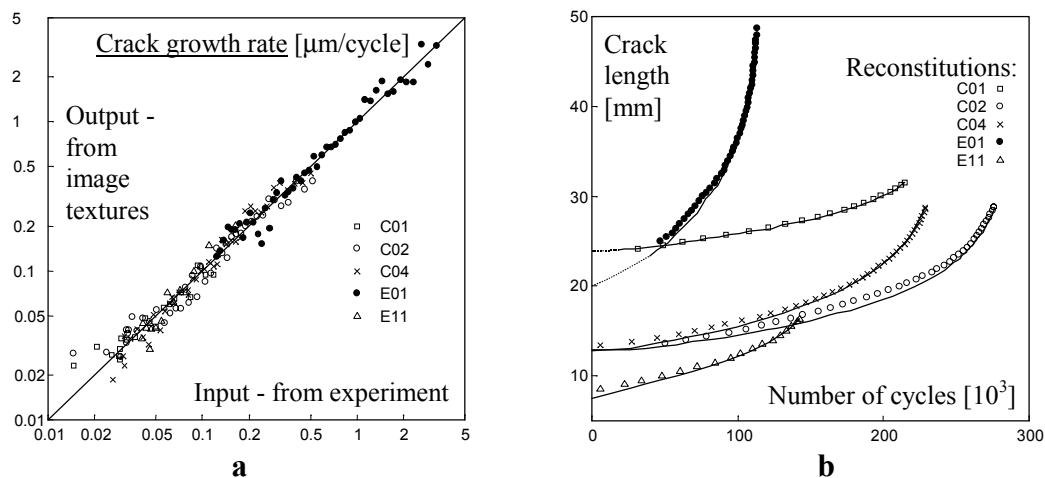 5
2
1
0.5
0.2
0.1
0.05
0.02
0.01
0.01 0.02 0.05 0.1 0.2 0.5 1 2 5
Crack growth rate [μm/cycle]
Output -
from
image
textures
C01
C02
C04
E01
E11
Input - from experiment
a
50
40
30
20
10
0 100 200 300
Crack
length
[mm]
Reconstitutions:
C01
C02
C04
E01
E11
Number of cycles [10³]
b